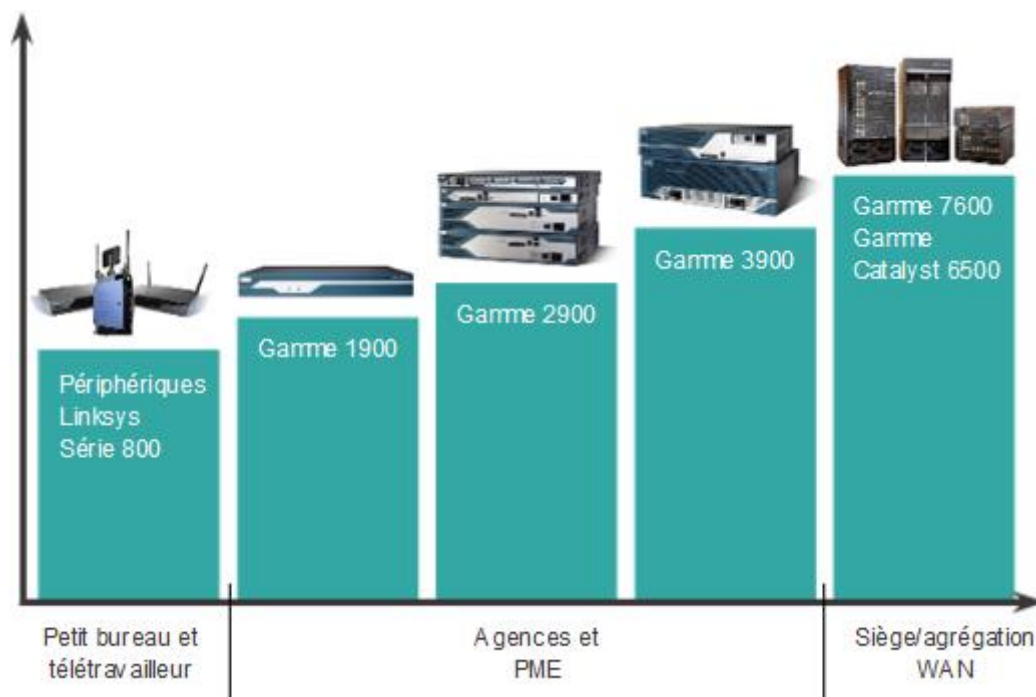 Périphériques
Linksys
Série 800
Gamme 1900
Gamme 2900
Gamme 3900
Gamme 7600
Gamme
Catalyst 6500
Petit bureau et
télétravailleur
Agences et
PME
Siège/agrégation
WAN